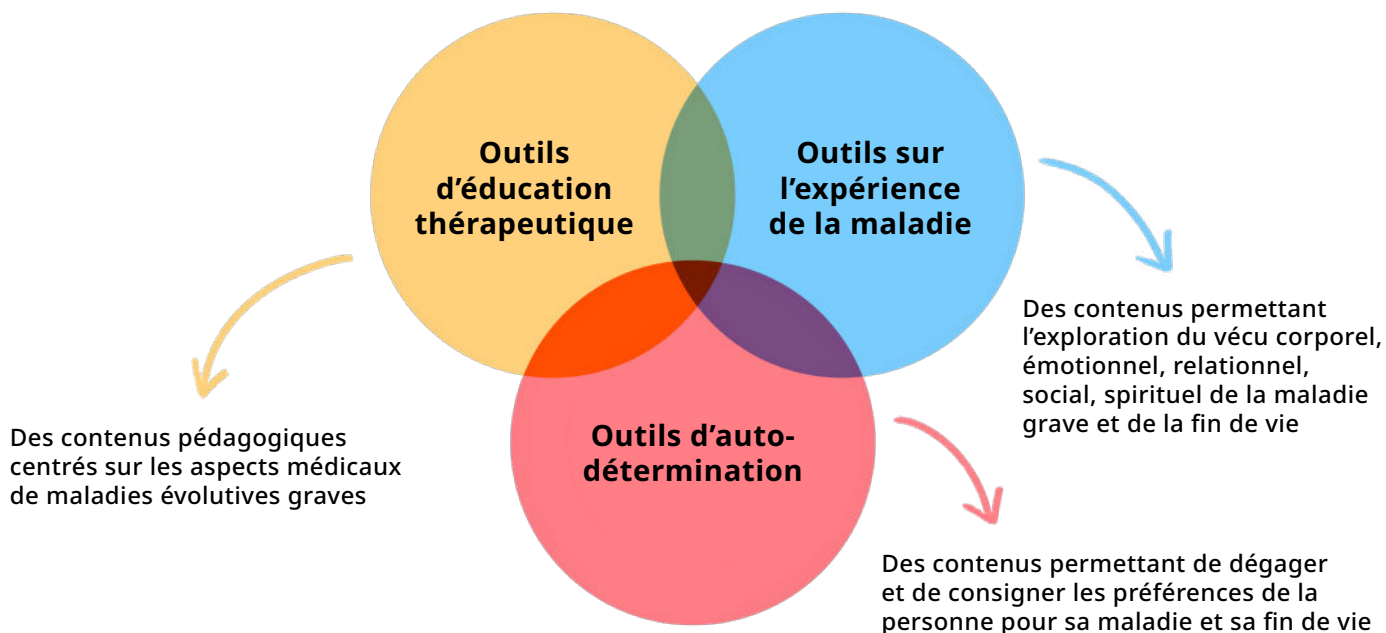 Outils
d’éducation
thérapeutique
Outils sur
l’expérience
de la maladie
Outils d’auto-
détermination
Des contenus pédagogiques
centrés sur les aspects médicaux
de maladies évolutives graves
Des contenus permettant
l’exploration du vécu corporel,
émotionnel, relationnel,
social, spirituel de la maladie
grave et de la fin de vie
Des contenus permettant de dégager
et de consigner les préférences de la
personne pour sa maladie et sa fin de vie